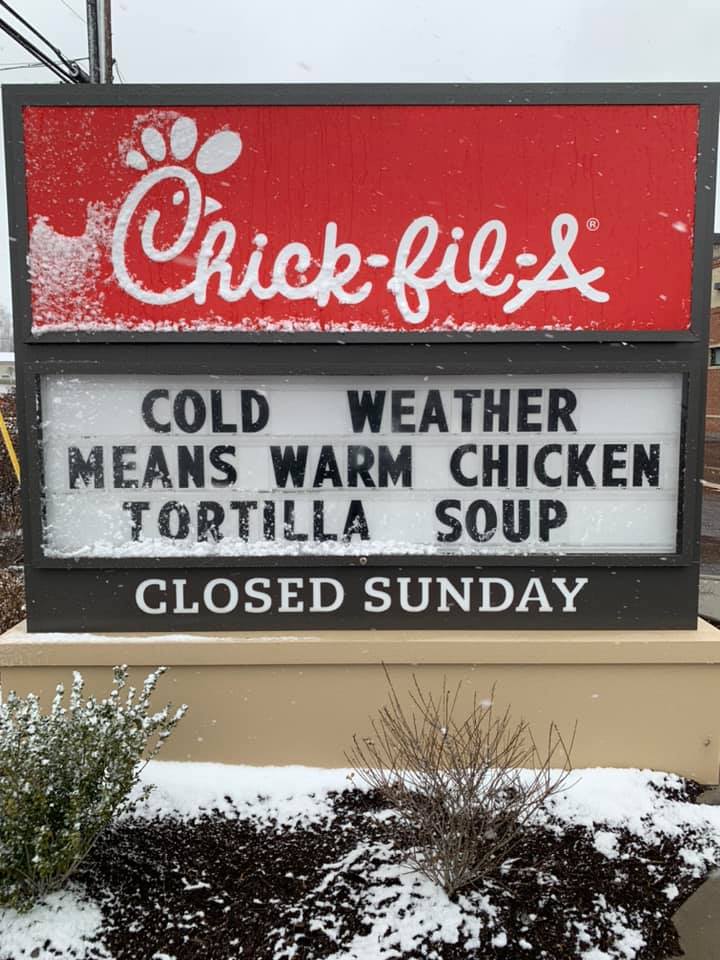 Chick-fil-A®
COLD WEATHER
MEANS WARM CHICKEN
TORTILLA SOUP
CLOSED SUNDAY